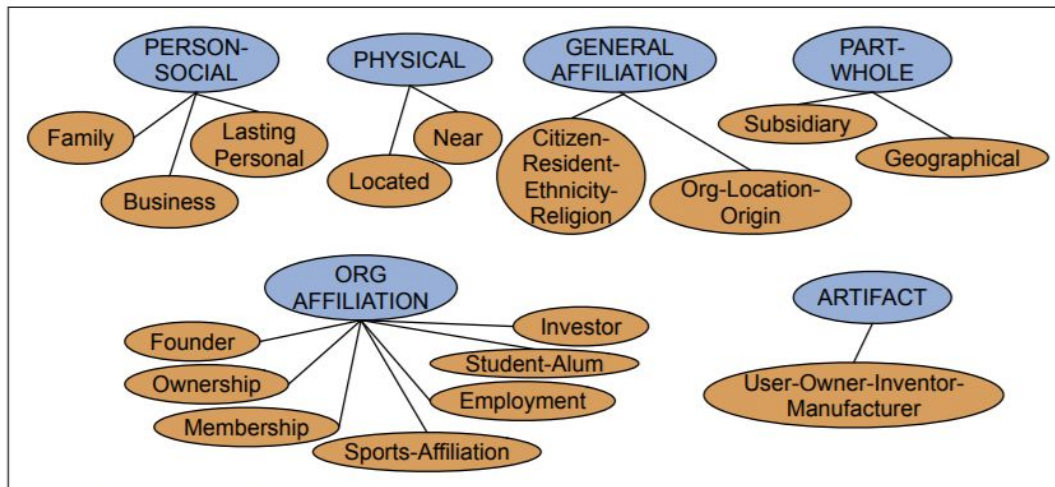 PERSON-
SOCIAL
PHYSICAL
GENERAL
AFFILIATION
PART-
WHOLE
Family
Lasting
Personal
Business
Near
Located
Citizen-
Resident-
Ethnicity-
Religion
Org-Location-
Origin
Subsidiary
Geographical
ORG
AFFILIATION
ARTIFACT
Founder
Investor
Student-Alum
Ownership
Employment
Membership
Sports-Affiliation
User-Owner-Inventor-
Manufacturer